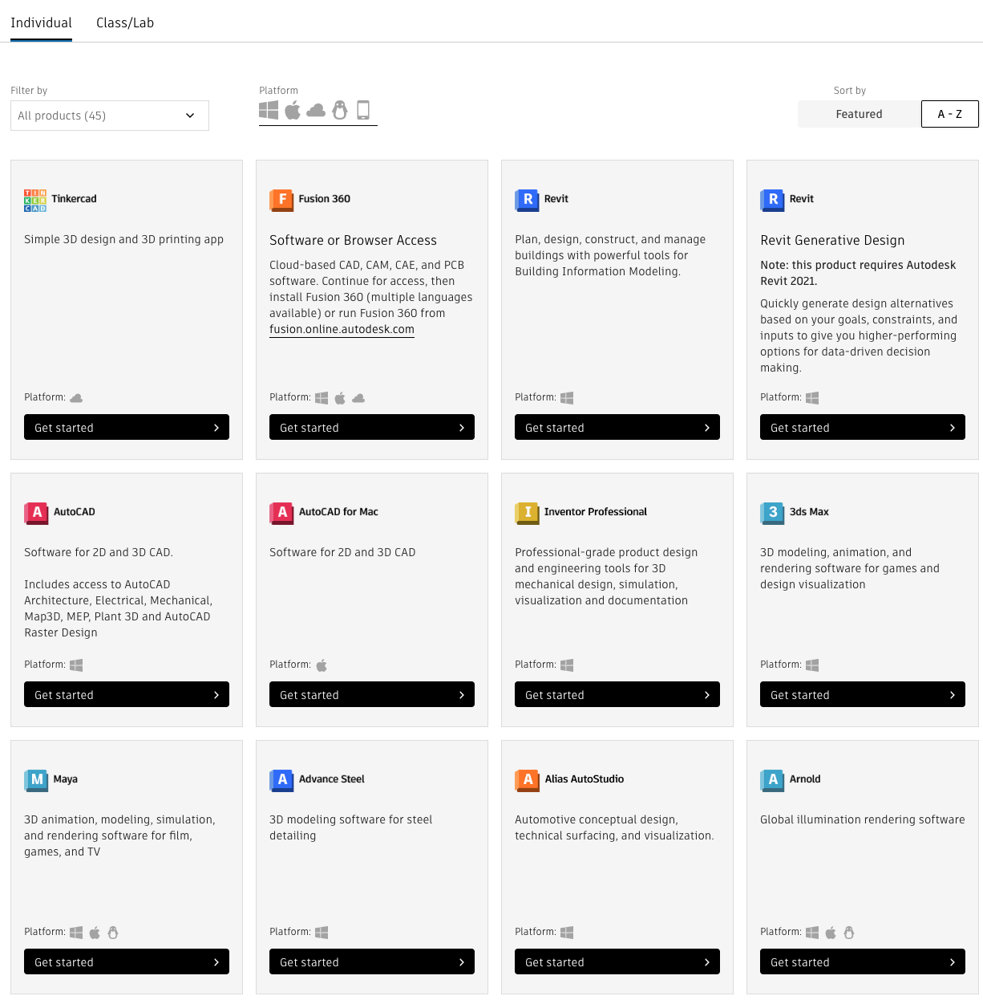 Individual
Class/Lab
Filter by
All products (45)
Platform
Sort by
Featured
A - Z
TINKERCAD
Tinkercad
Simple 3D design and 3D printing app
Platform:
Get started
F
Fusion 360
Software or Browser Access
Cloud-based CAD, CAM, CAE, and PCB
software. Continue for access, then
install Fusion 360 (multiple languages
available) or run Fusion 360 from
fusion.online.autodesk.com
Platform:
Get started
R
Revit
Plan, design, construct, and manage
buildings with powerful tools for
Building Information Modeling.
Platform:
Get started
R
Revit
Revit Generative Design
Note: this product requires Autodesk
Revit 2021.
Quickly generate design alternatives
based on your goals, constraints, and
inputs to give you higher-performing
options for data-driven decision
making.
Platform:
Get started
A
AutoCAD
Software for 2D and 3D CAD.
Includes access to AutoCAD
Architecture, Electrical, Mechanical,
Map3D, MEP, Plant 3D and AutoCAD
Raster Design
Platform:
Get started
A
AutoCAD for Mac
Software for 2D and 3D CAD
Platform:
Get started
I
Inventor Professional
Professional-grade product design
and engineering tools for 3D
mechanical design, simulation,
visualization and documentation
Platform:
Get started
3
3ds Max
3D modeling, animation, and
rendering software for games and
design visualization
Platform:
Get started
M
Maya
3D animation, modeling, simulation,
and rendering software for film,
games, and TV
Platform:
Get started
A
Advance Steel
3D modeling software for steel
detailing
Platform:
Get started
A
Alias AutoStudio
Automotive conceptual design,
technical surfacing, and visualization.
Platform:
Get started
A
Arnold
Global illumination rendering software
Platform:
Get started